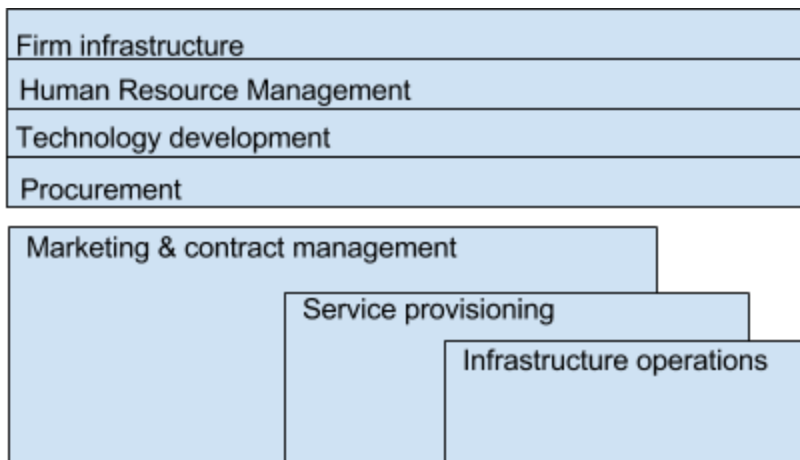 Firm infrastructure
Human Resource Management
Technology development
Procurement
Marketing & contract management
Service provisioning
Infrastructure operations